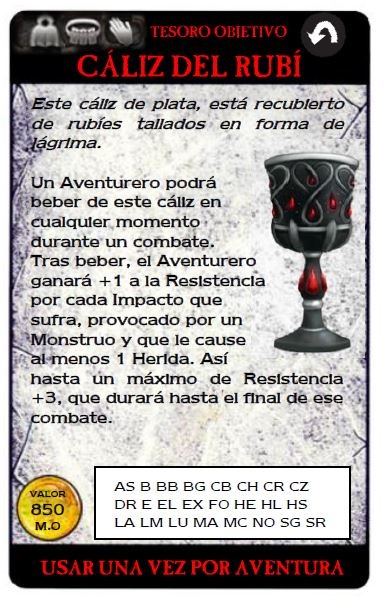 TESORO OBJETIVO
CÁLIZ DEL RUBÍ
Este cáliz de plata, está recubierto
de rubíes tallados en forma de
lágrima.
Un Aventurero podrá
beber de este cáliz en
cualquier momento
durante un combate.
Tras beber, el Aventurero
ganará +1 a la Resistencia
por cada Impacto que
sufra, provocado por un
Monstruo y que le cause
al menos 1 Herida. Así
hasta un máximo de Resistencia
+3, que durará hasta el final de ese
combate.
VALOR
850
M.O
AS B BB BG CB CH CR CZ
DR E EL EX FO HE HL HS
LA LM LU MA MC NO SG SR
USAR UNA VEZ POR AVENTURA